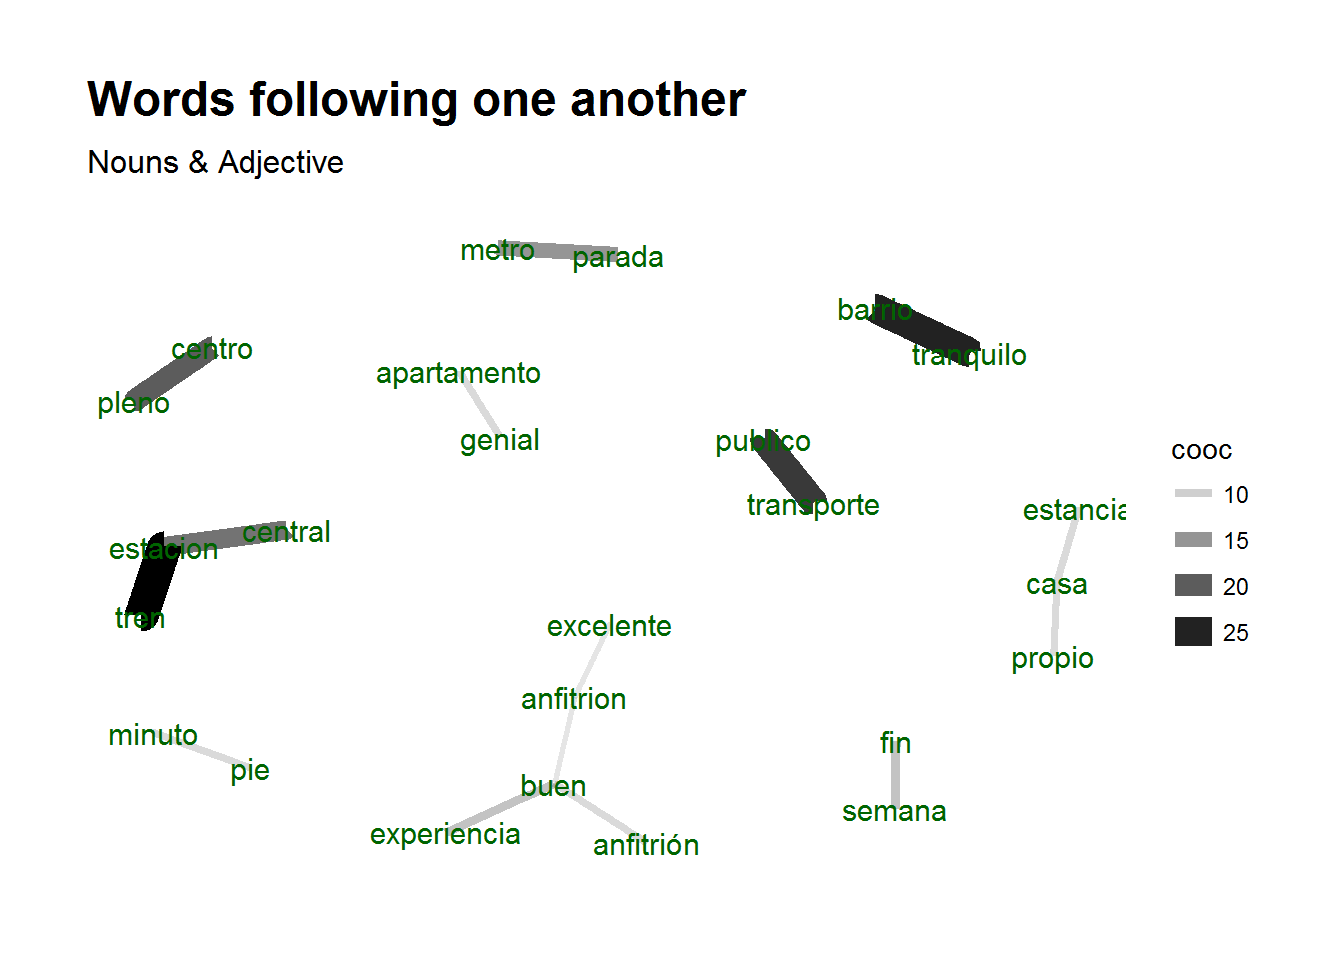 Words following one another
Nouns & Adjective
metro
parada
barrio
tranquilo
centro
pleno
apartamento
genial
publico
transporte
cooc
10
15
20
25
estancia
casa
propio
central
estacion
tren
excelente
anfitrion
buen
experiencia
anfitrión
minuto
pie
fin
semana